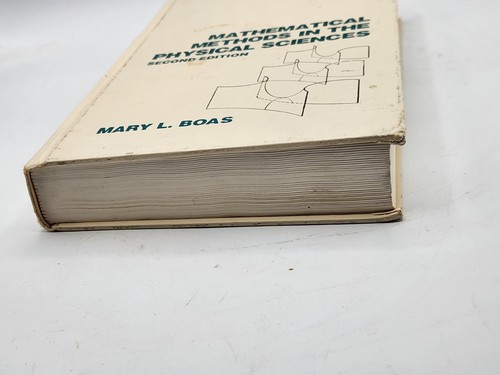 MATHEMATICAL
METHODS IN THE
PHYSICAL SCIENCES
SECOND EDITION
MARY L. BOAS